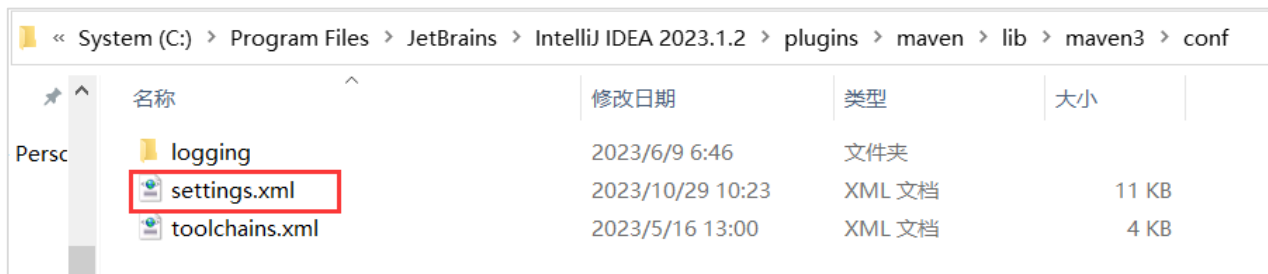 « System (C:) > Program Files > JetBrains > IntelliJ IDEA 2023.1.2 > plugins > maven > lib > maven3 > conf
名称 修改日期 类型 大小
Persc logging 2023/6/9 6:46 文件夹
settings.xml 2023/10/29 10:23 XML 文档 11 KB
toolchains.xml 2023/5/16 13:00 XML 文档 4 KB